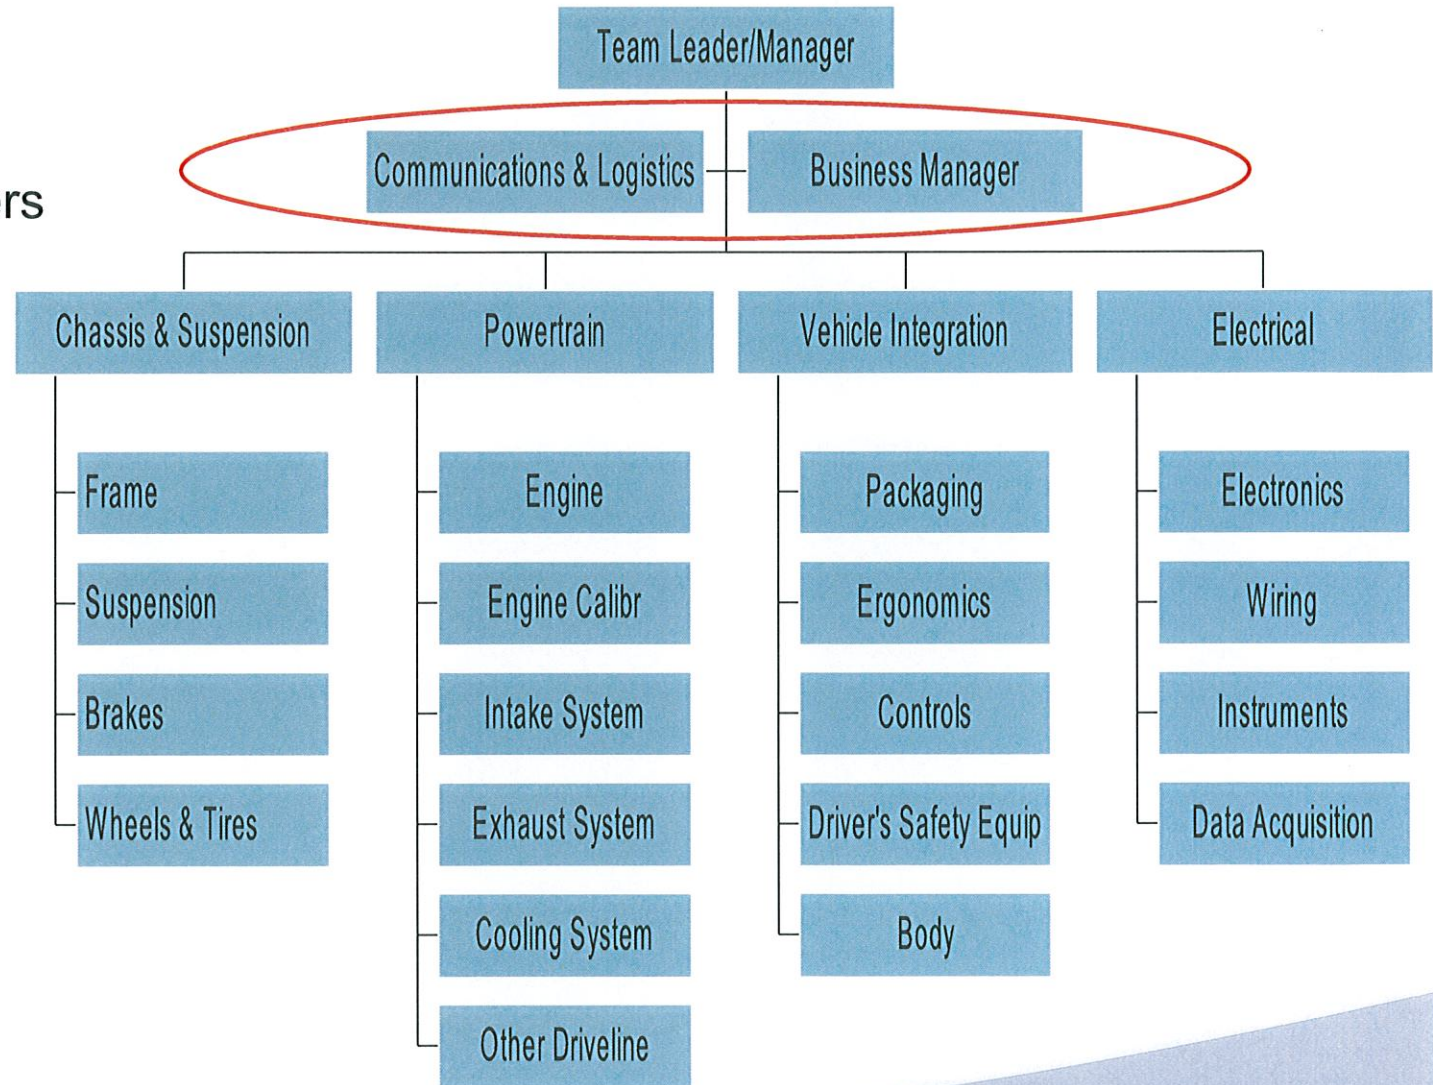 Team Leader/Manager
Communications & Logistics
Business Manager
ers
Chassis & Suspension
Powertrain
Vehicle Integration
Electrical
Frame
Suspension
Brakes
Wheels & Tires
Engine
Engine Calibr
Intake System
Exhaust System
Cooling System
Other Driveline
Packaging
Ergonomics
Controls
Driver's Safety Equip
Body
Electronics
Wiring
Instruments
Data Acquisition